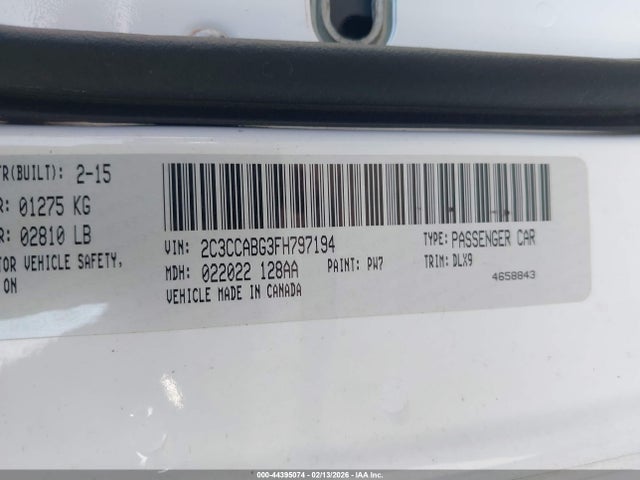 TR(BUILT): 2-15
R: 01275 KG
R: 02810 LB
TOR VEHICLE SAFETY,
ON
VIN: 2C3CCABG3FH797194
TYPE: PASSENGER CAR
MDH: 022022 128AA
PAINT: PW7
TRIM: DLX9
VEHICLE MADE IN CANADA
4658843
000-44395074 - 02/13/2026 - IAA Inc.